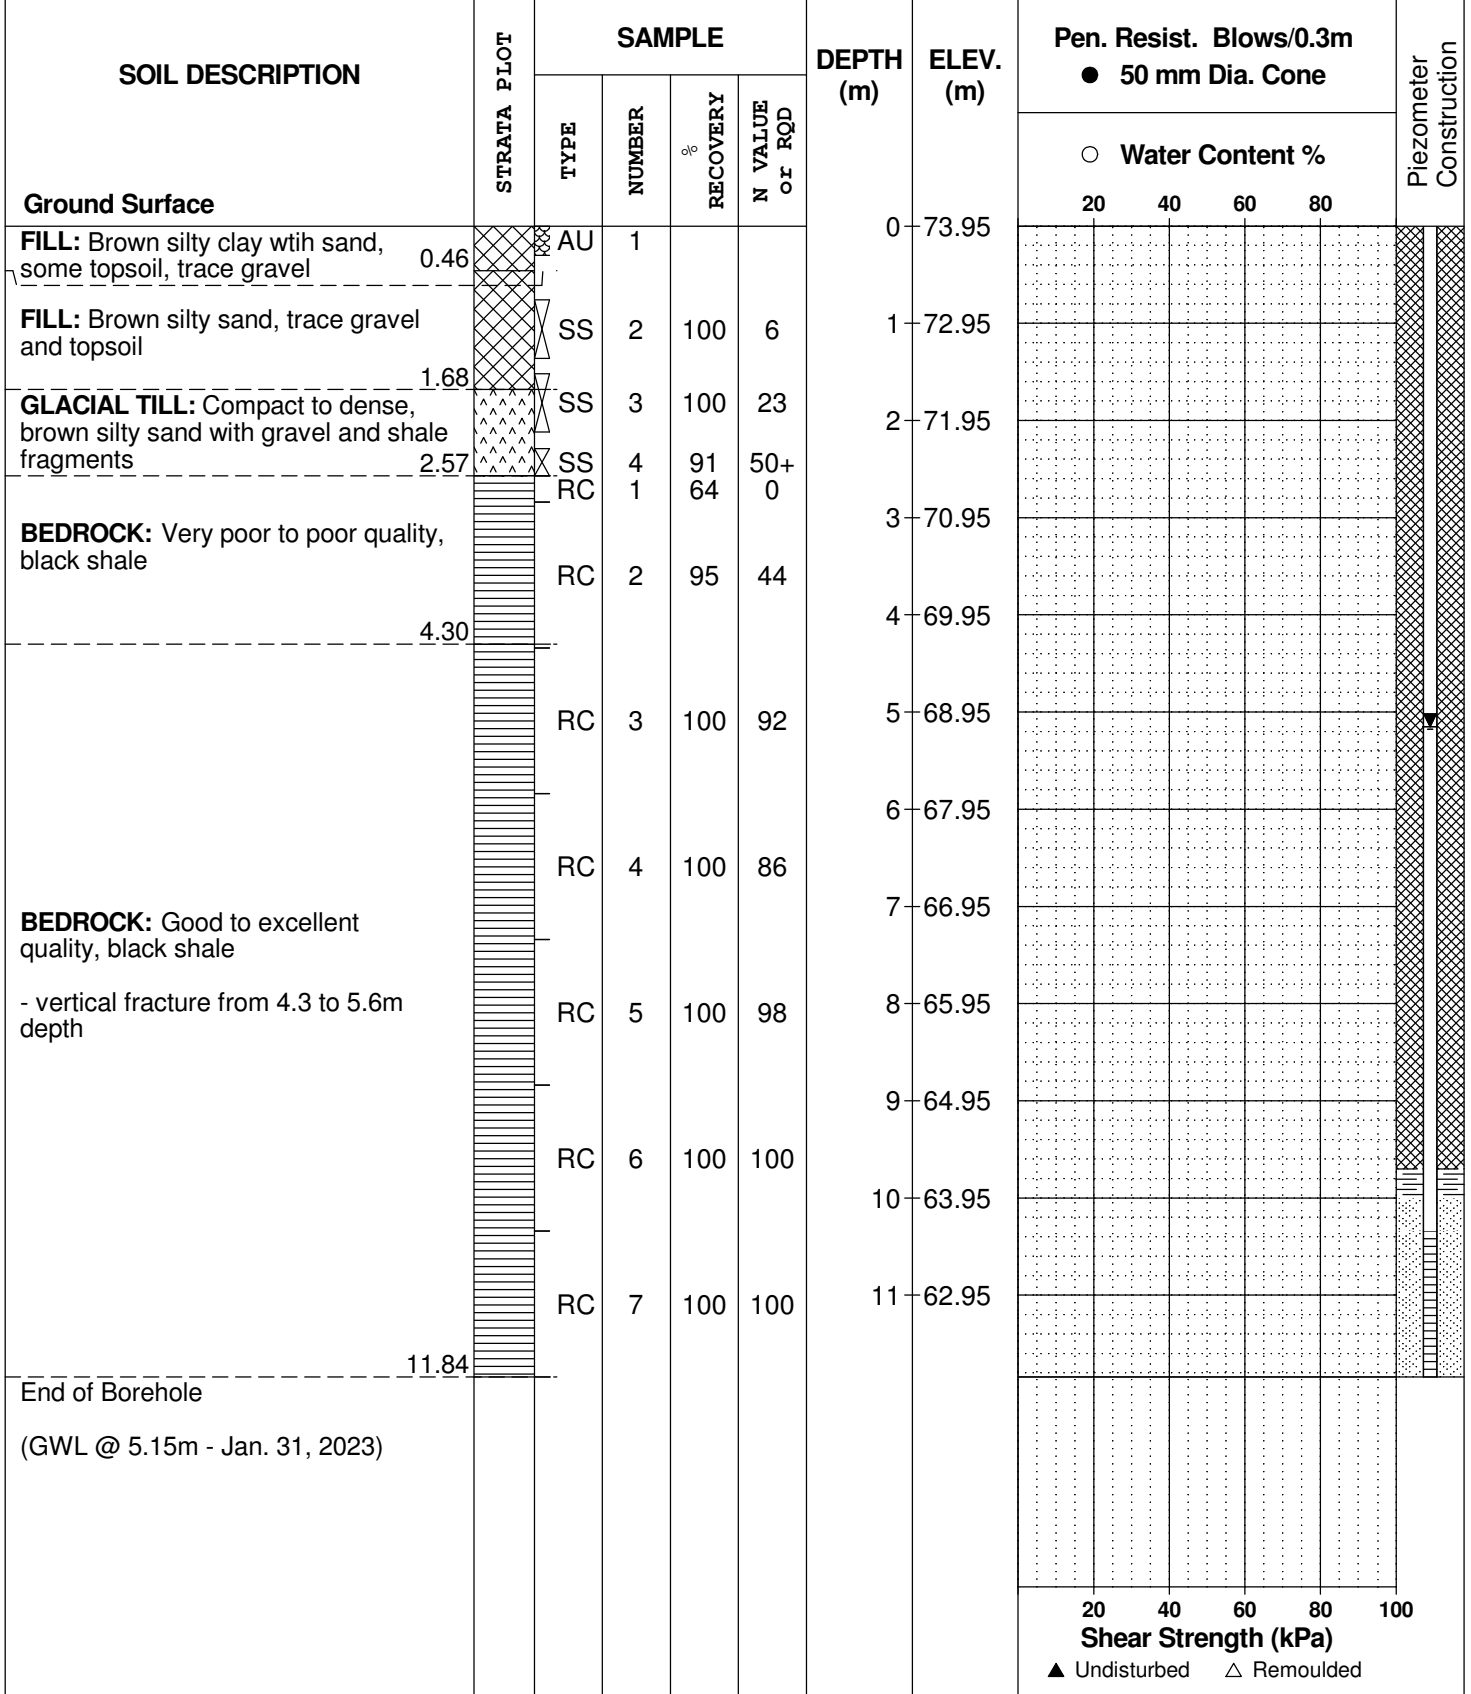 SOIL DESCRIPTION
STRATA PLOT
SAMPLE
TYPE
NUMBER
% RECOVERY
N VALUE
or RQD
DEPTH
(m)
ELEV.
(m)
Pen. Resist. Blows/0.3m
● 50 mm Dia. Cone
○ Water Content %
20 40 60 80
Piezometer
Construction
Ground Surface
0 73.95
FILL: Brown silty clay wtih sand,
some topsoil, trace gravel
0.46
AU 1
FILL: Brown silty sand, trace gravel
and topsoil
1.68
SS 2 100 6
1 72.95
GLACIAL TILL: Compact to dense,
brown silty sand with gravel and shale
fragments
2.57
SS 3 100 23
2 71.95
SS 4 91 50+
RC 1 64 0
3 70.95
BEDROCK: Very poor to poor quality,
black shale
4.30
RC 2 95 44
4 69.95
RC 3 100 92
5 68.95
6 67.95
RC 4 100 86
7 66.95
BEDROCK: Good to excellent
quality, black shale
- vertical fracture from 4.3 to 5.6m
depth
RC 5 100 98
8 65.95
9 64.95
RC 6 100 100
10 63.95
RC 7 100 100
11 62.95
11.84
End of Borehole
(GWL @ 5.15m - Jan. 31, 2023)
20 40 60 80 100
Shear Strength (kPa)
▲ Undisturbed △ Remoulded